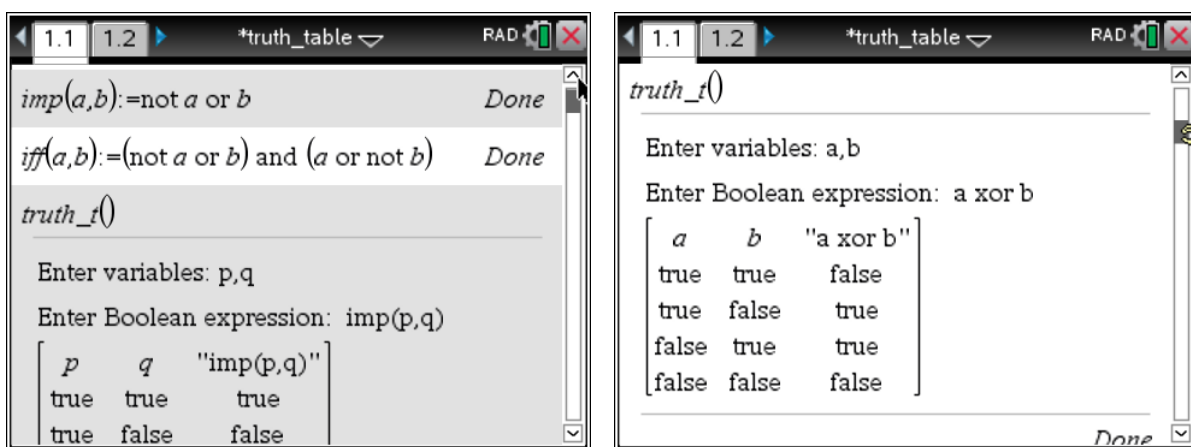 1.1 1.2 *truth_table RAD
imp(a,b):=not a or b Done
iff(a,b):=(not a or b) and (a or not b) Done
truth_t()
Enter variables: p,q
Enter Boolean expression: imp(p,q)
p q "imp(p,q)"
true true true
true false false
1.1 1.2 *truth_table RAD
truth_t()
Enter variables: a,b
Enter Boolean expression: a xor b
a b "a xor b"
true true false
true false true
false true true
false false false
Done